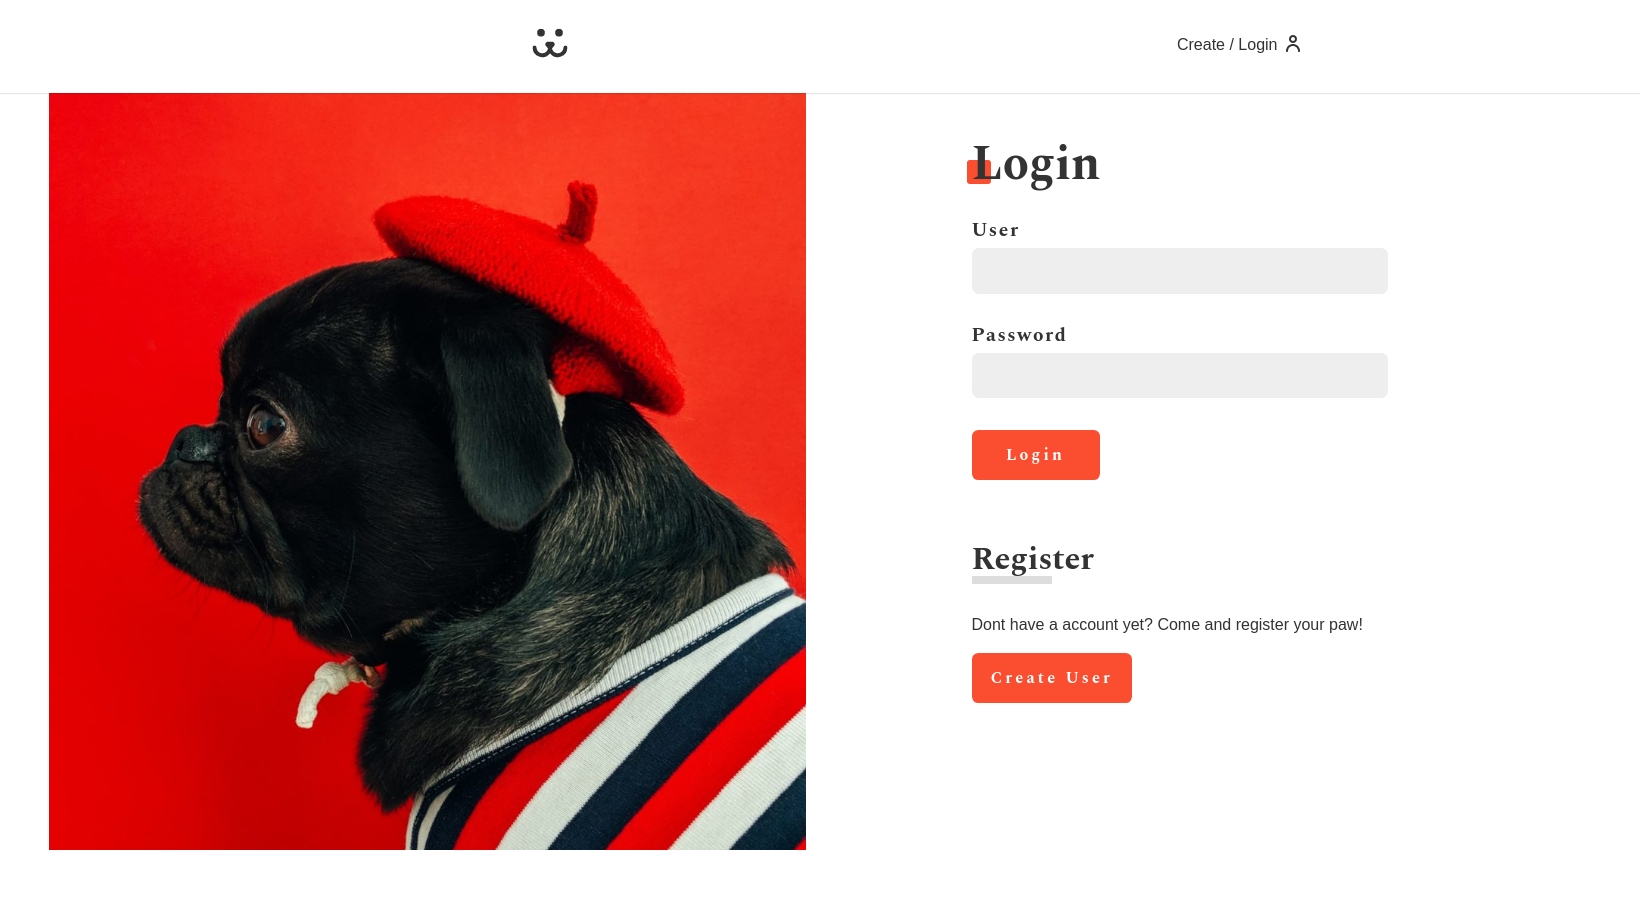 Create / Login
Login
User
Password
Login
Register
Dont have a account yet? Come and register your paw!
Create User